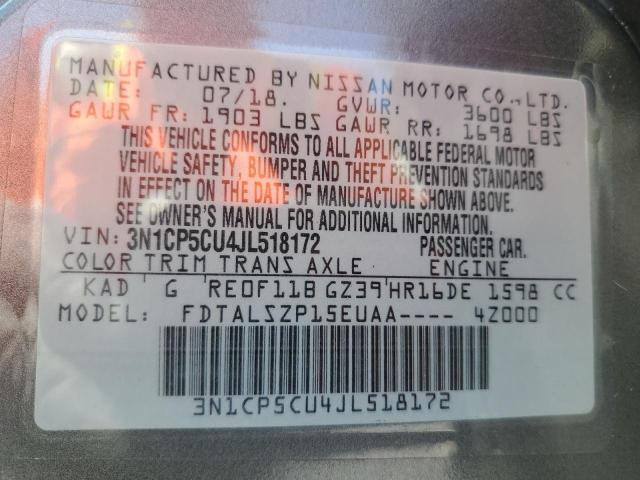 MANUFACTURED BY NISSAN MOTOR CO., LTD.
DATE: 07/18. GVWR: 3600 LBS
GAWR FR: 1903 LBS GAWR RR: 1698 LBS
THIS VEHICLE CONFORMS TO ALL APPLICABLE FEDERAL MOTOR
VEHICLE SAFETY, BUMPER AND THEFT PREVENTION STANDARDS
IN EFFECT ON THE DATE OF MANUFACTURE SHOWN ABOVE.
SEE OWNER'S MANUAL FOR ADDITIONAL INFORMATION.
VIN: 3N1CP5CU4JL518172 PASSENGER CAR.
COLOR TRIM TRANS AXLE ENGINE
KAD G RE0F11B GZ39 HR16DE 1598 CC
MODEL: FDTALSZP15EUAA---- 4Z000
3N1CP5CU4JL518172